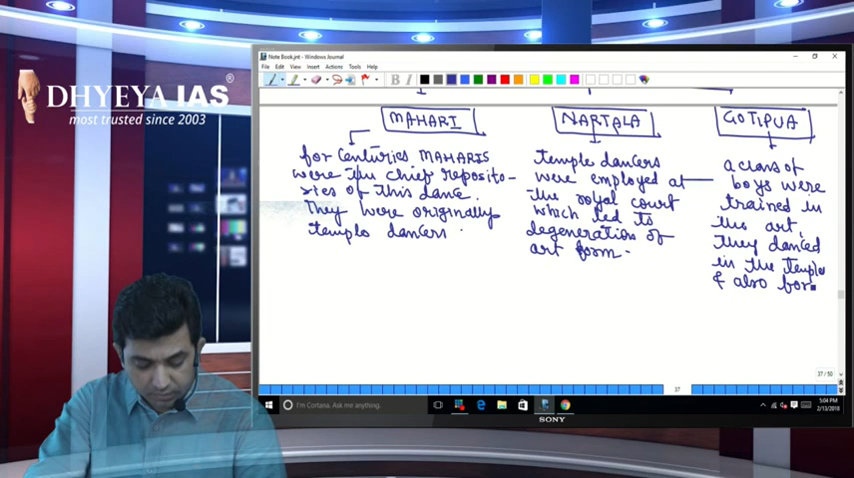 DHYEYA IAS®
most trusted since 2003
Note Book.jnt - Windows Journal
File Edit View Insert Actions Tools Help
B I
MAHARI
for centuries MAHARIS
were the chief reposito-
ries of this dance.
They were originally
temple dancers.
NARTALA
temple dancers
were employed at
the royal court
which led to
degeneration of
art form.
GOTIPUA
a class of
boys were
trained in
the art.
They danced
in the temples
& also for
37/50
37
I'm Cortana. Ask me anything.
5:04 PM
2/13/2018
SONY